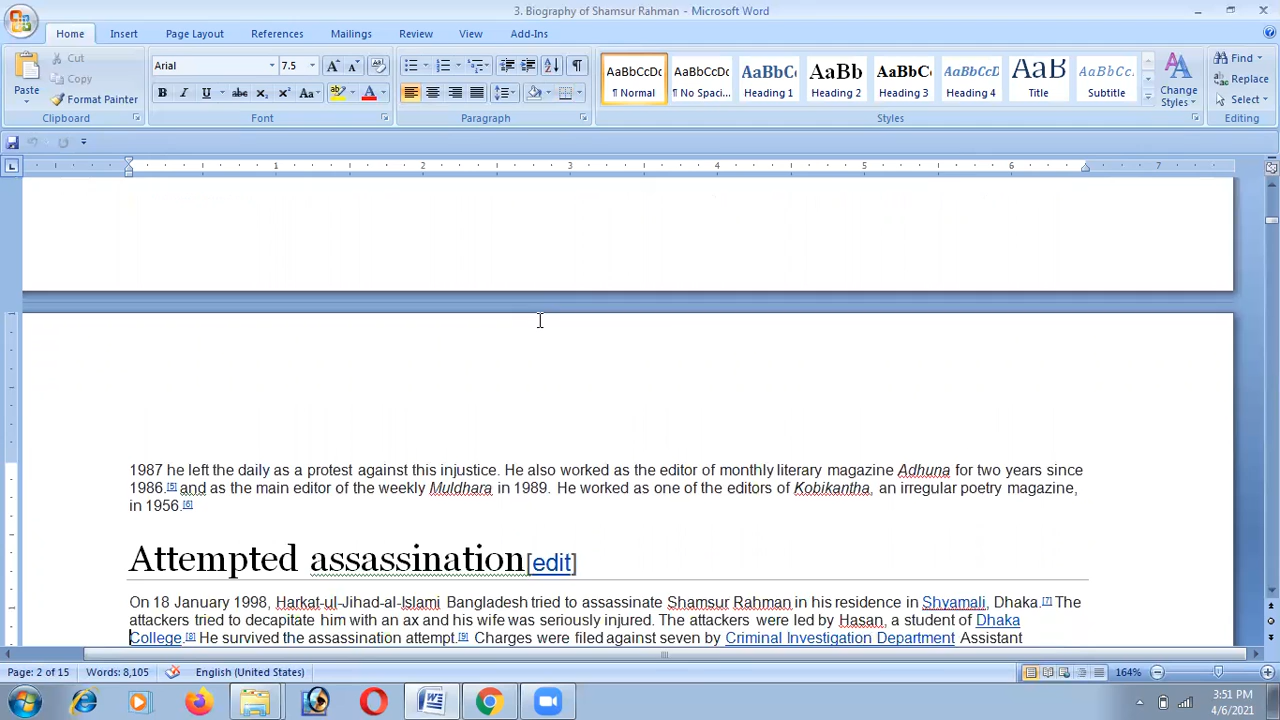 3. Biography of Shamsur Rahman - Microsoft Word
Home Insert Page Layout References Mailings Review View Add-Ins
Paste
Cut
Copy
Format Painter
Clipboard
Arial 7.5
Font
Paragraph
AaBbCcDc AaBbCcDc AaBbC AaBb AaBbC AaBbCcD AaB AaBbCc.
¶ Normal ¶ No Spaci... Heading 1 Heading 2 Heading 3 Heading 4 Title Subtitle
Change Styles
Styles
Find
Replace
Select
Editing
1 2 3 4 5 6 7
1987 he left the daily as a protest against this injustice. He also worked as the editor of monthly literary magazine Adhuna for two years since
1986.[5] and as the main editor of the weekly Muldhara in 1989. He worked as one of the editors of Kobikantha, an irregular poetry magazine,
in 1956.[6]
Attempted assassination[edit]
On 18 January 1998, Harkat-ul-Jihad-al-Islami Bangladesh tried to assassinate Shamsur Rahman in his residence in Shyamali, Dhaka.[7] The
attackers tried to decapitate him with an ax and his wife was seriously injured. The attackers were led by Hasan, a student of Dhaka
College.[8] He survived the assassination attempt.[9] Charges were filed against seven by Criminal Investigation Department Assistant
Page: 2 of 15 Words: 8,105 English (United States) 164%
3:51 PM
4/6/2021